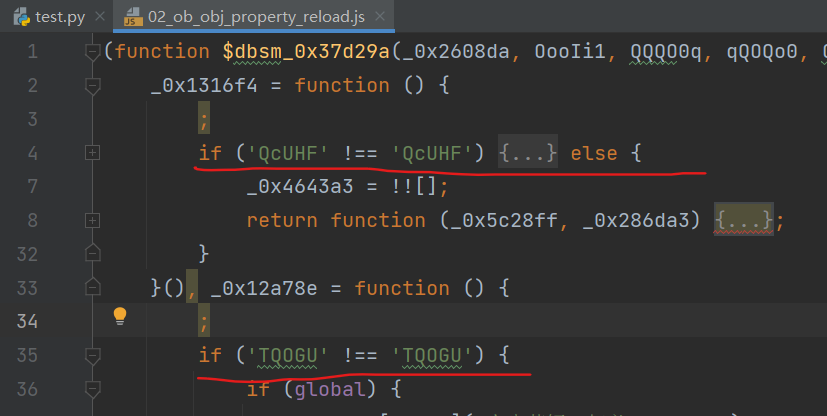 test.py
02_ob_obj_property_reload.js
1 (function $dbsm_0x37d29a(_0x2608da, OooIi1, QQQO0q, qQOQo0,
2 _0x1316f4 = function () {
3 ;
4 if ('QcUHF' !== 'QcUHF') {...} else {
7 _0x4643a3 = !![];
8 return function (_0x5c28ff, _0x286da3) {...};
32 }
33 }(), _0x12a78e = function () {
34 ;
35 if ('TQOGU' !== 'TQOGU') {
36 if (global) {